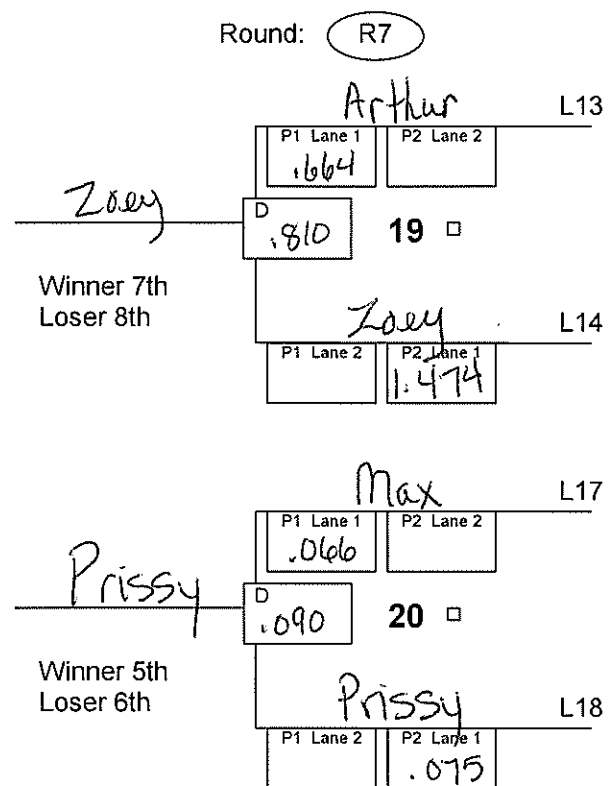 Round: R7
Arthur L13
P1 Lane 1 P2 Lane 2
.664
Zoey
D
.810 19
Winner 7th
Loser 8th
Zoey L14
P1 Lane 2 P2 Lane 1
1.474
Max L17
P1 Lane 1 P2 Lane 2
.066
Prissy
D
.090 20
Winner 5th
Loser 6th
Prissy L18
P1 Lane 2 P2 Lane 1
.075